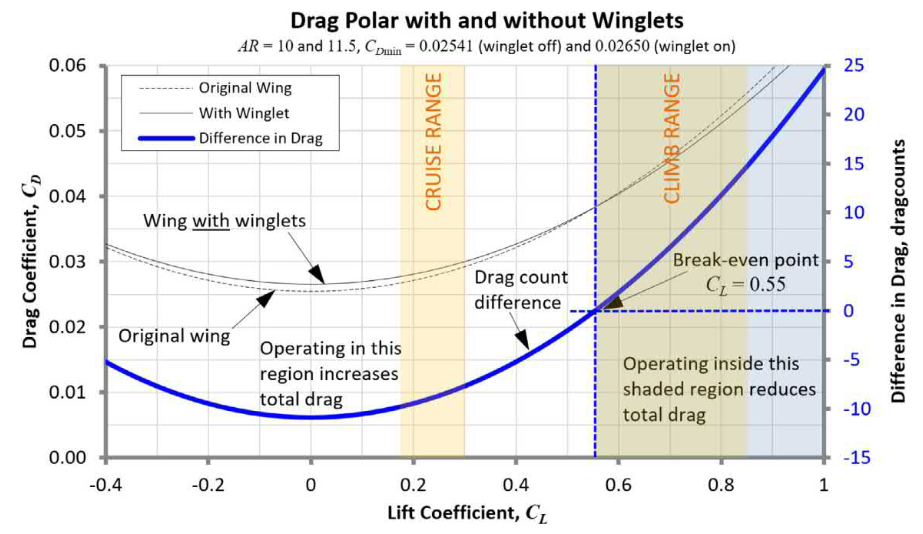 Drag Polar with and without Winglets
AR = 10 and 11.5, CDmin = 0.02541 (winglet off) and 0.02650 (winglet on)
0.06
0.05
0.04
0.03
0.02
0.01
0.00
Drag Coefficient, CD
Original Wing
With Winglet
Difference in Drag
CRUISE RANGE
CLIMB RANGE
Wing with winglets
Original wing
Operating in this
region increases
total drag
Drag count
difference
Break-even point
CL = 0.55
Operating inside this
shaded region reduces
total drag
25
20
15
10
5
0
-5
-10
-15
Difference in Drag, dragcounts
-0.4
-0.2
0
0.2
0.4
0.6
0.8
1
Lift Coefficient, CL